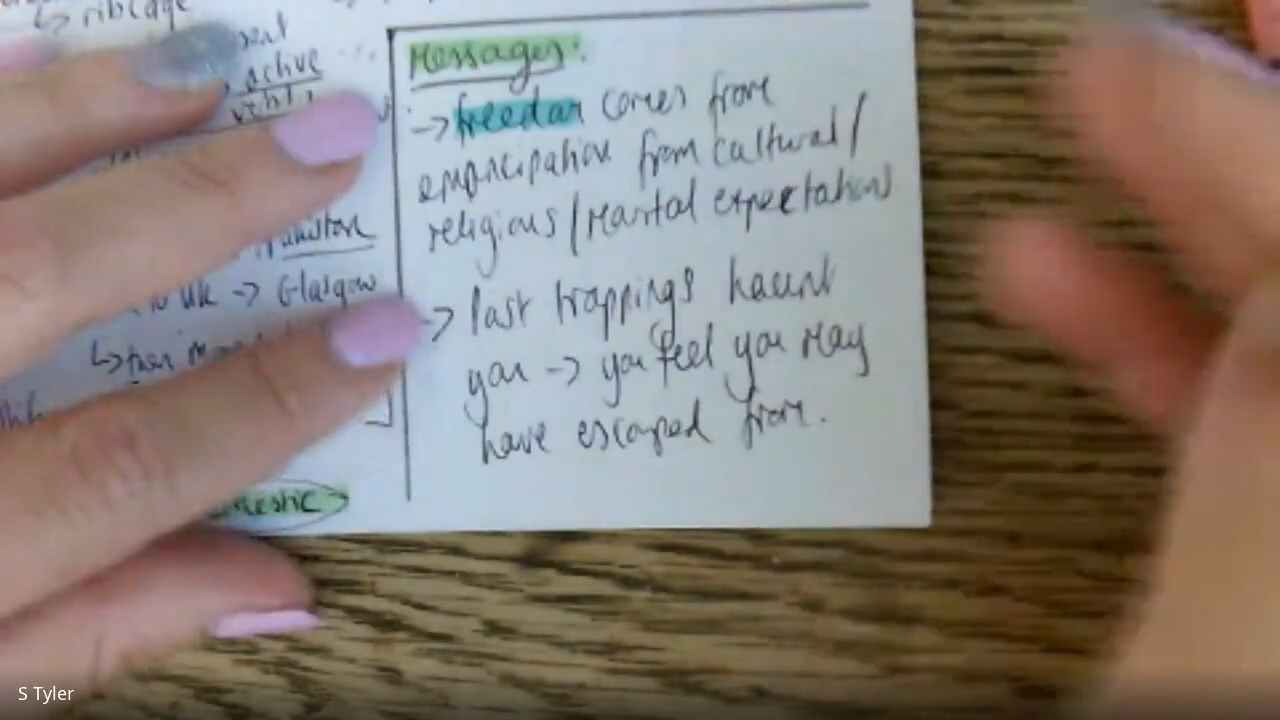 ↳ ribcage
active
Messages:
→ freedom comes from
emancipation from cultural/
religious/marital expectations
→ Past trappings haunt
you → you feel you may
have escaped from.
UK → Glasgow
↳ then
S Tyler